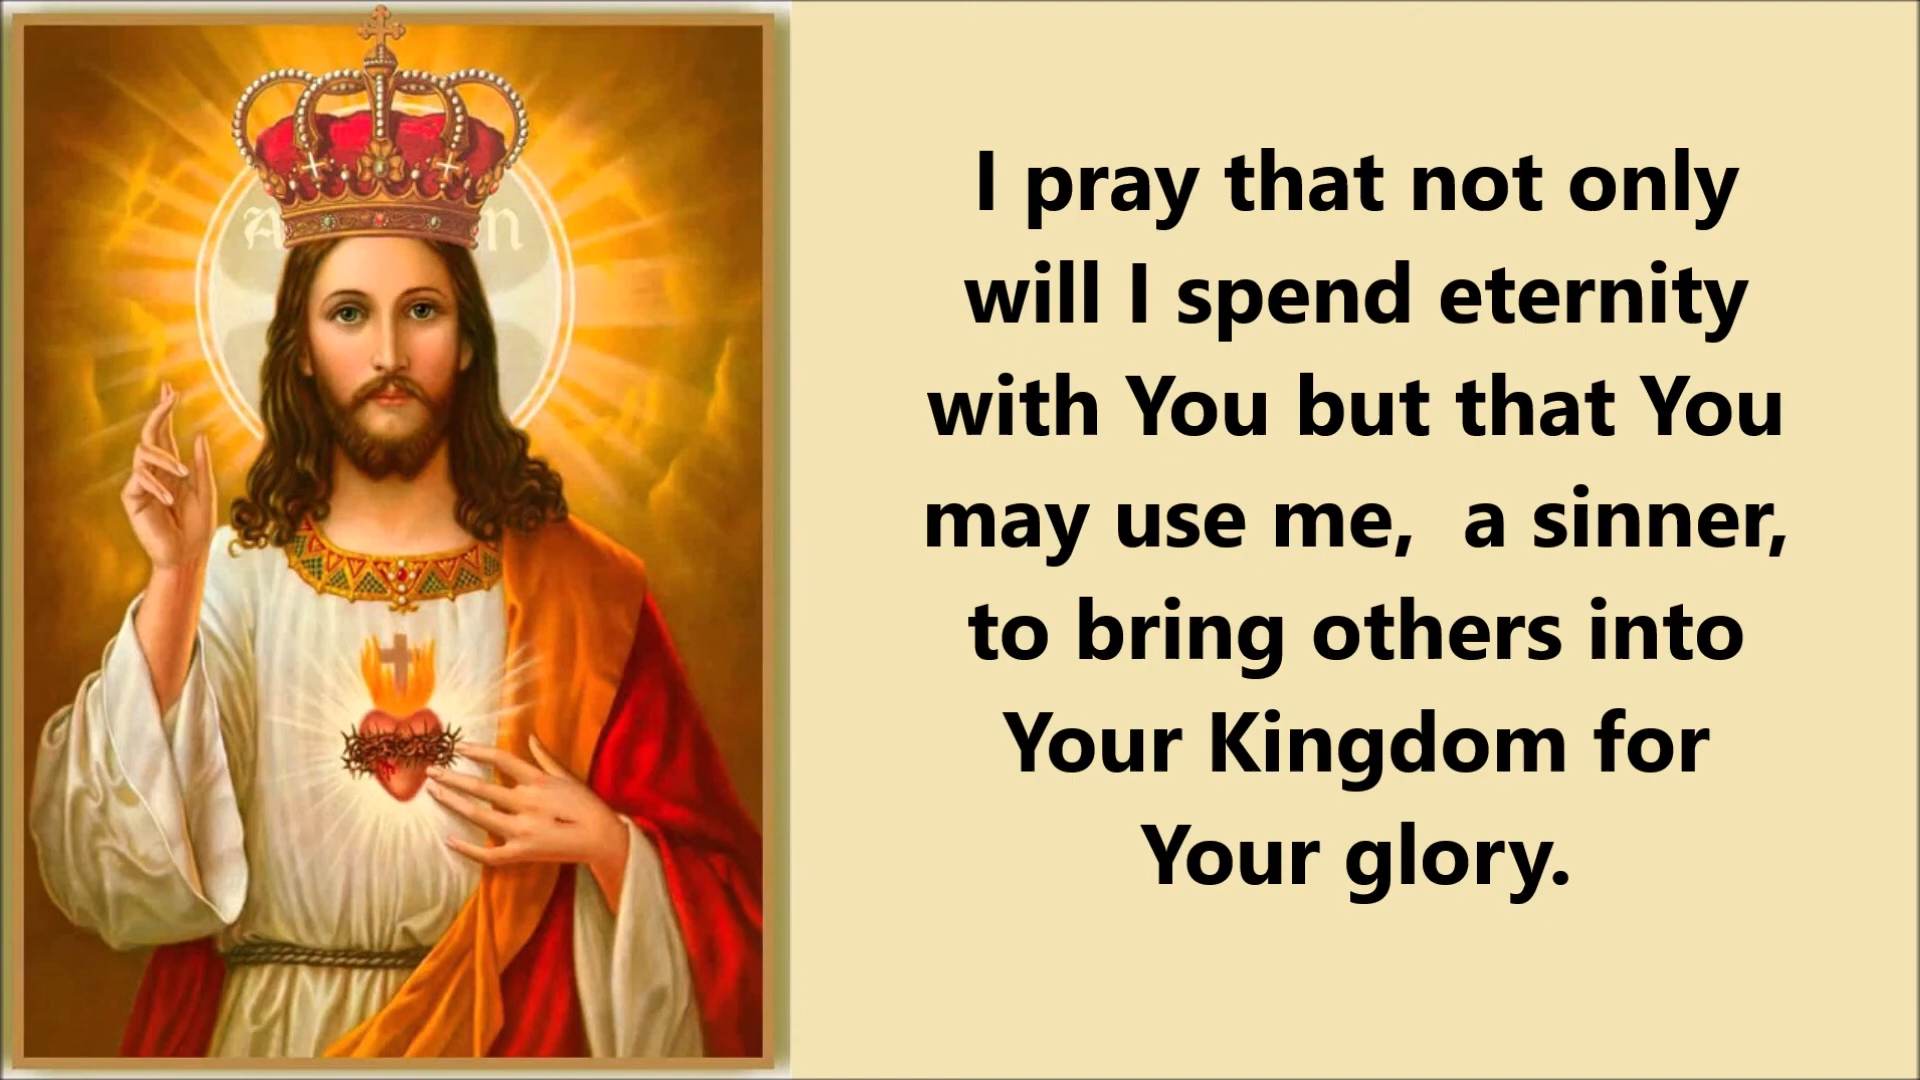 A n
I pray that not only
will I spend eternity
with You but that You
may use me,  a sinner,
to bring others into
Your Kingdom for
Your glory.